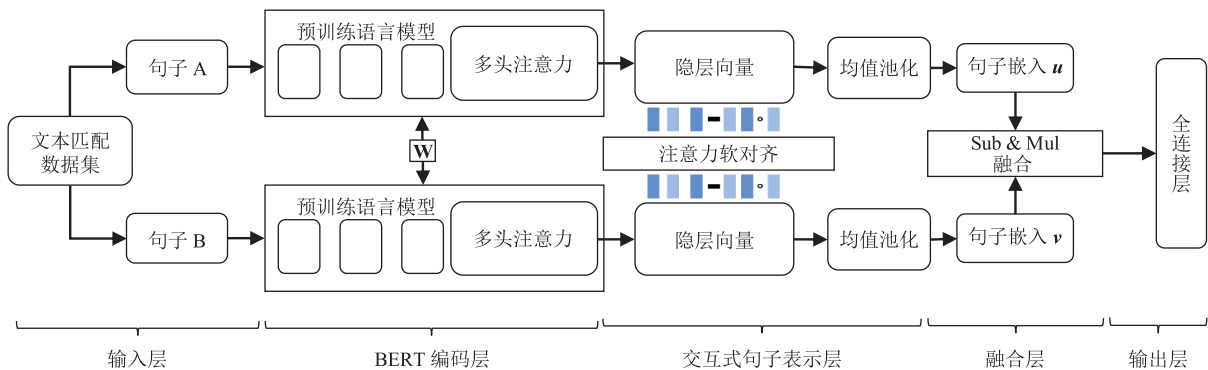 预训练语言模型
句子 A
多头注意力
隐层向量
均值池化
句子嵌入 u
文本匹配
数据集
W
注意力软对齐
Sub & Mul
融合
全连接层
预训练语言模型
句子 B
多头注意力
隐层向量
均值池化
句子嵌入 v
输入层
BERT 编码层
交互式句子表示层
融合层
输出层